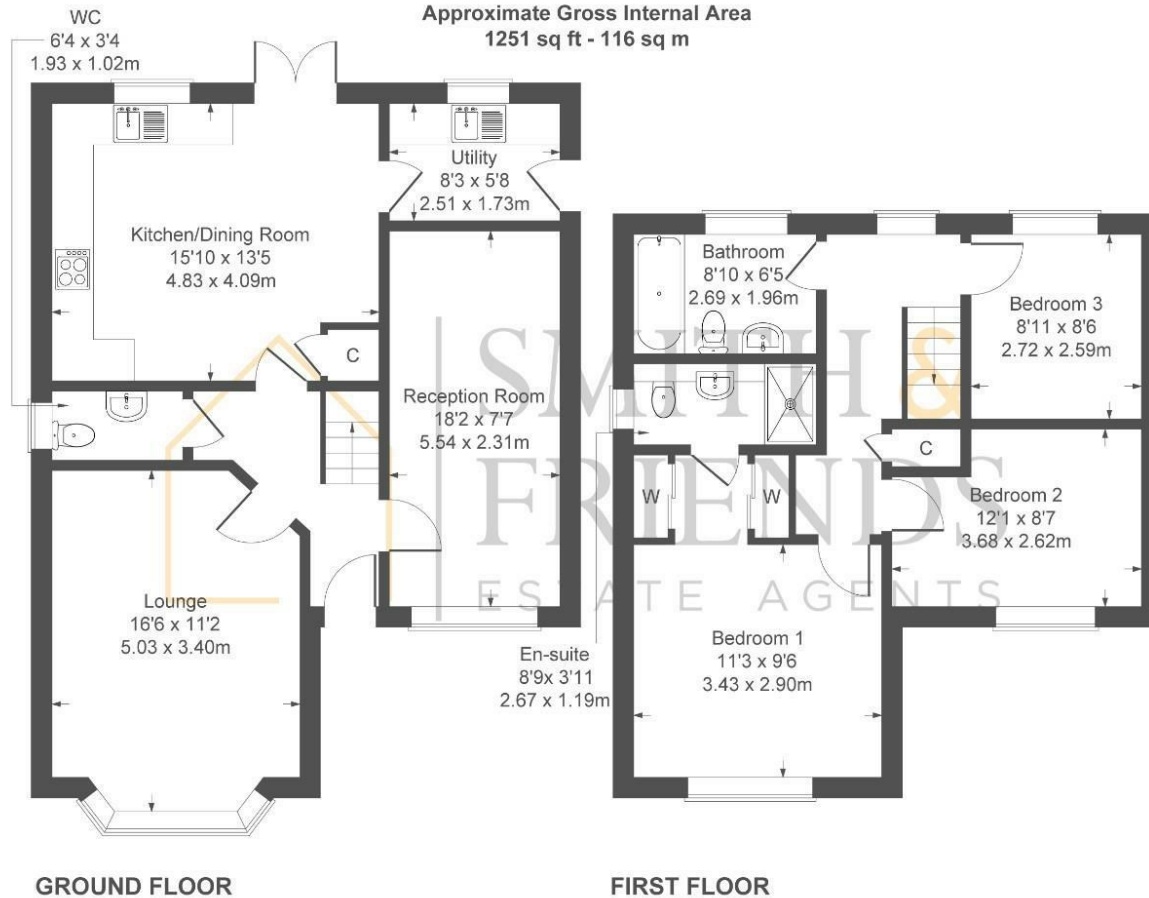 Approximate Gross Internal Area
1251 sq ft - 116 sq m
WC
6'4 x 3'4
1.93 x 1.02m
Utility
8'3 x 5'8
2.51 x 1.73m
Kitchen/Dining Room
15'10 x 13'5
4.83 x 4.09m
C
Reception Room
18'2 x 7'7
5.54 x 2.31m
Lounge
16'6 x 11'2
5.03 x 3.40m
Bathroom
8'10 x 6'5
2.69 x 1.96m
Bedroom 3
8'11 x 8'6
2.72 x 2.59m
C
W
W
Bedroom 2
12'1 x 8'7
3.68 x 2.62m
En-suite
8'9x 3'11
2.67 x 1.19m
Bedroom 1
11'3 x 9'6
3.43 x 2.90m
SMITH &
FRIENDS
ESTATE AGENTS
GROUND FLOOR
FIRST FLOOR